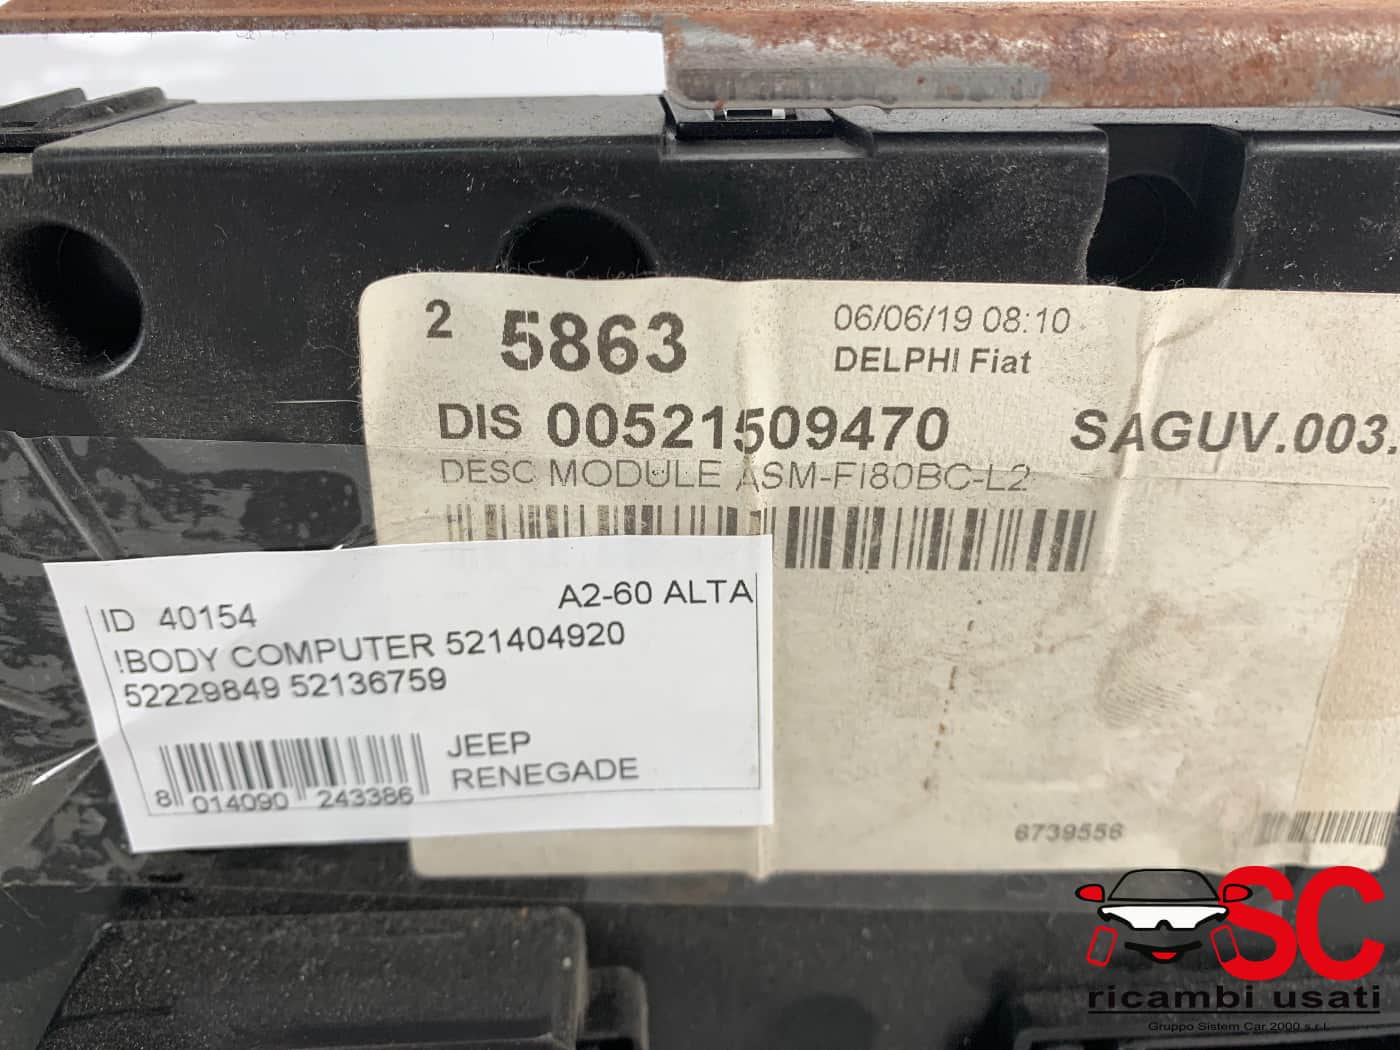 2 5863
06/06/19 08:10
DELPHI Fiat
DIS 00521509470
SAGUV.003.
DESC MODULE ASM-FI80BC-L2
A2-60 ALTA
ID 40154
!BODY COMPUTER 521404920
52229849 52136759
JEEP
RENEGADE
8 014090 243386
6739556
SC
ricambi usati
Gruppo Sistem Car 2000 s.r.l.